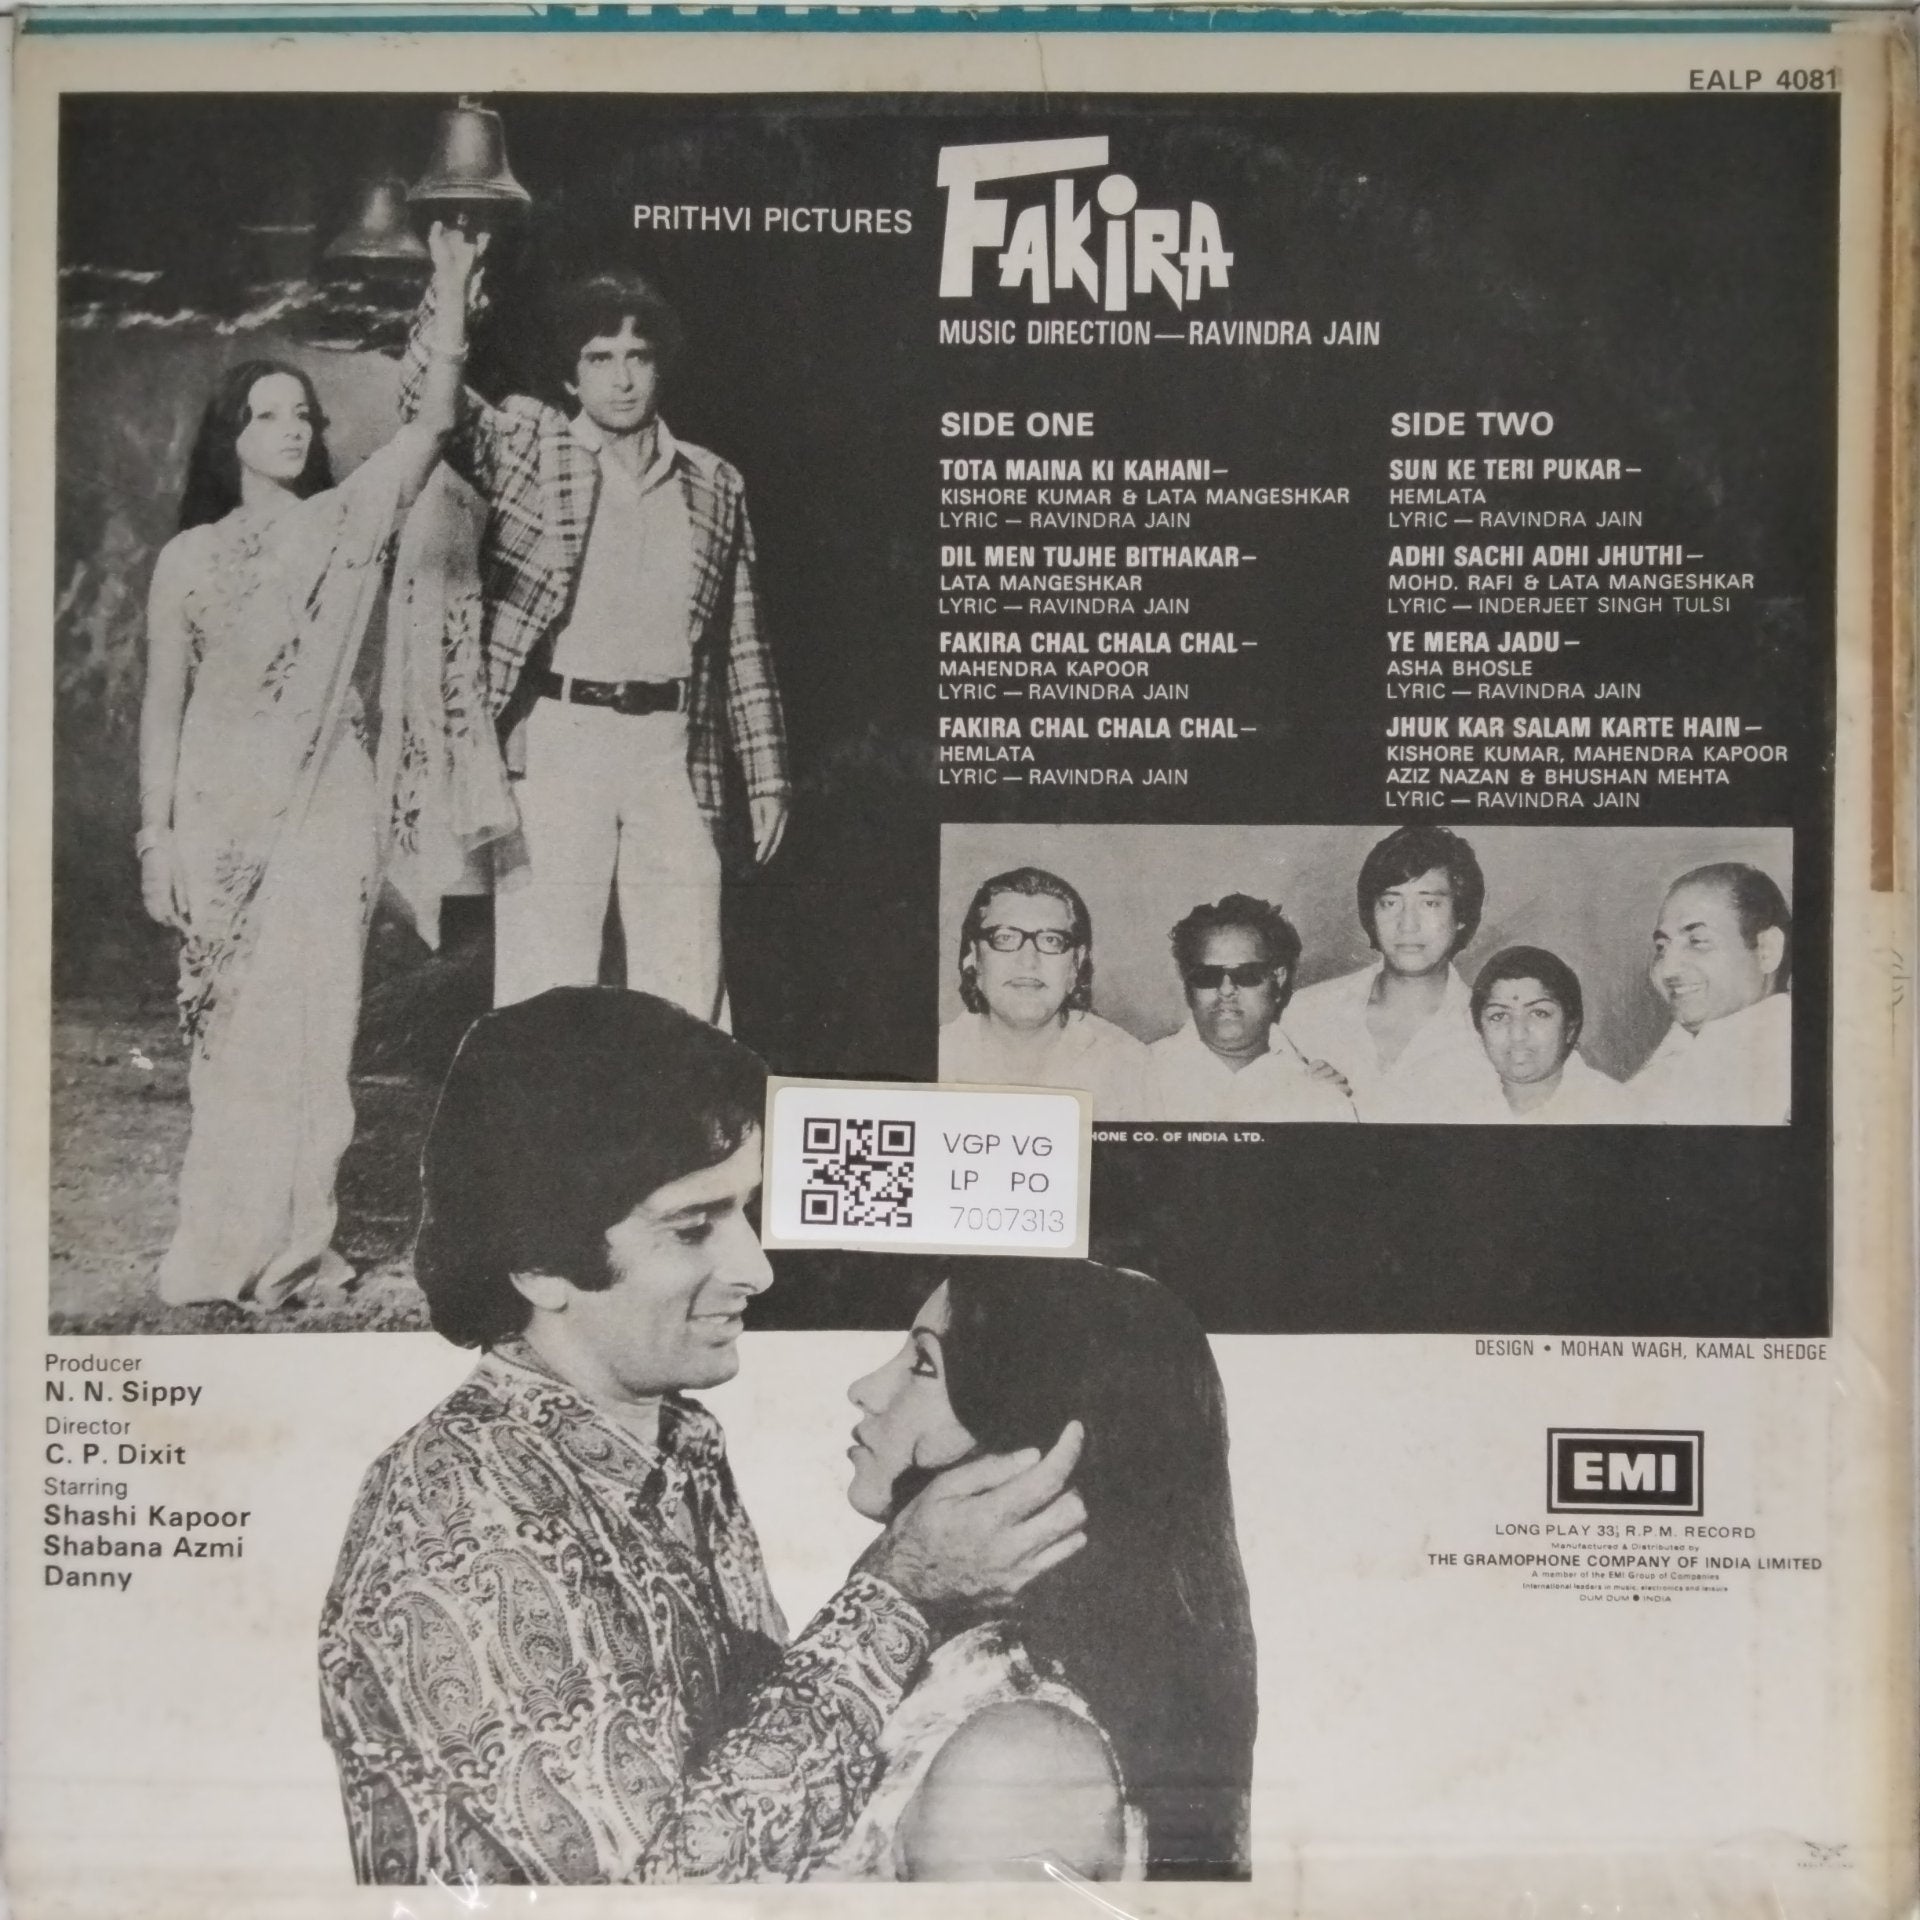 EALP 4081
PRITHVI PICTURES
FAKiRA
MUSIC DIRECTION—RAVINDRA JAIN
SIDE ONE
TOTA MAINA KI KAHANI–
KISHORE KUMAR & LATA MANGESHKAR
LYRIC — RAVINDRA JAIN
DIL MEN TUJHE BITHAKAR–
LATA MANGESHKAR
LYRIC — RAVINDRA JAIN
FAKIRA CHAL CHALA CHAL–
MAHENDRA KAPOOR
LYRIC — RAVINDRA JAIN
FAKIRA CHAL CHALA CHAL–
HEMLATA
LYRIC — RAVINDRA JAIN
SIDE TWO
SUN KE TERI PUKAR–
HEMLATA
LYRIC — RAVINDRA JAIN
ADHI SACHI ADHI JHUTHI–
MOHD. RAFI & LATA MANGESHKAR
LYRIC — INDERJEET SINGH TULSI
YE MERA JADU–
ASHA BHOSLE
LYRIC — RAVINDRA JAIN
JHUK KAR SALAM KARTE HAIN–
KISHORE KUMAR, MAHENDRA KAPOOR
AZIZ NAZAN & BHUSHAN MEHTA
LYRIC — RAVINDRA JAIN
CO. OF INDIA LTD.
VGP VG
LP PO
7007313
DESIGN • MOHAN WAGH, KAMAL SHEDGE
Producer
N. N. Sippy
Director
C. P. Dixit
Starring
Shashi Kapoor
Shabana Azmi
Danny
EMI
LONG PLAY 33⅓ R.P.M. RECORD
Manufactured & Distributed by
THE GRAMOPHONE COMPANY OF INDIA LIMITED
A member of the EMI Group of Companies
International leaders in music, electronics and leisure
DUM DUM ● INDIA